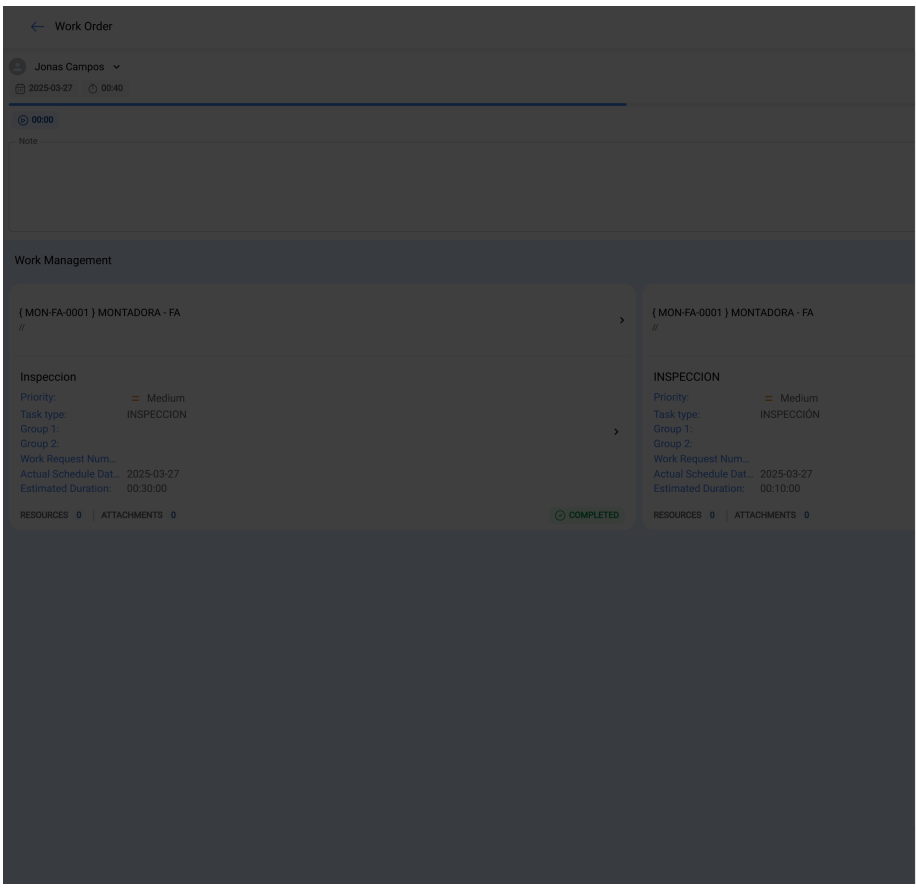 Work Order
Jonas Campos
2025-03-27 00:40
00:00
Note
Work Management
{ MON-FA-0001 } MONTADORA - FA
//
Inspeccion
Priority: Medium
Task type: INSPECCION
Group 1:
Group 2:
Work Request Num...
Actual Schedule Dat... 2025-03-27
Estimated Duration: 00:30:00
RESOURCES 0 ATTACHMENTS 0 COMPLETED
{ MON-FA-0001 } MONTADORA - FA
//
INSPECCION
Priority: Medium
Task type: INSPECCIÓN
Group 1:
Group 2:
Work Request Num...
Actual Schedule Dat... 2025-03-27
Estimated Duration: 00:10:00
RESOURCES 0 ATTACHMENTS 0